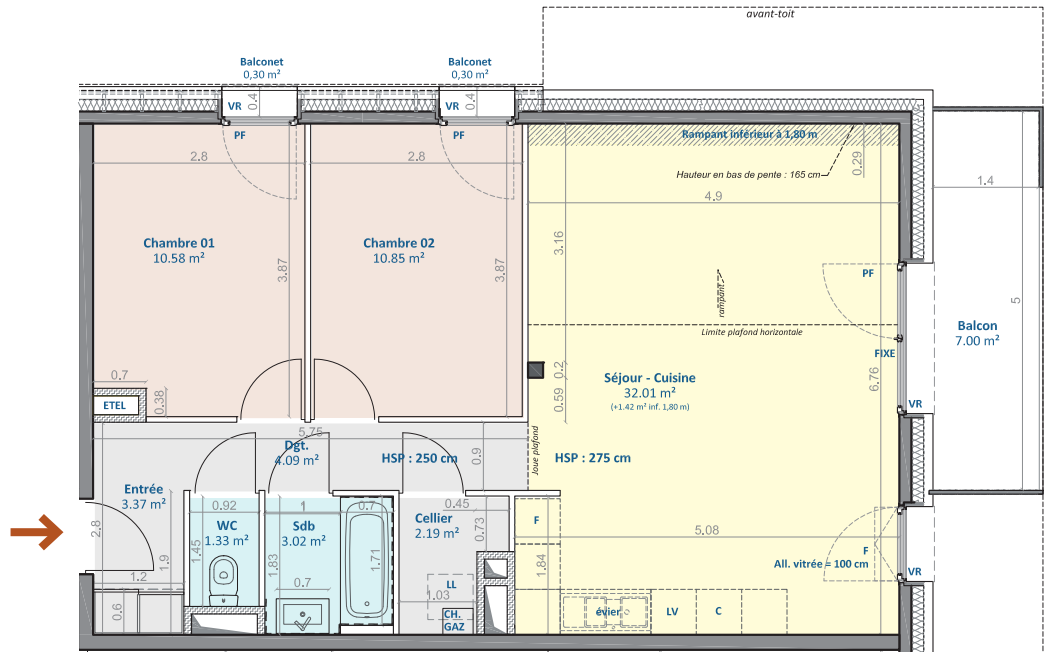 avant-toit
Balconet
0,30 m²
Balconet
0,30 m²
VR
0.4
VR
0.4
PF
PF
Rampant inférieur à 1,80 m
2.8
2.8
0.29
Hauteur en bas de pente : 165 cm
1.4
4.9
Chambre 01
10.58 m²
3.87
Chambre 02
10.85 m²
3.87
3.16
PF
rampant
5
Limite plafond horizontale
Balcon
7.00 m²
FIXE
0.7
0.38
ETEL
0.2
0.59
Séjour - Cuisine
32.01 m²
(+1.42 m² inf. 1,80 m)
6.76
VR
5.75
Dgt.
4.09 m²
HSP : 250 cm
0.9
Joue plafond
HSP : 275 cm
Entrée
3.37 m²
2.8
0.92
1
0.7
0.45
WC
1.33 m²
Sdb
3.02 m²
Cellier
2.19 m²
0.73
F
5.08
1.45
1.9
1.83
1.71
1.84
F
All. vitrée = 100 cm
VR
1.2
0.6
0.7
LL
1.03
CH.
GAZ
évier
LV
C